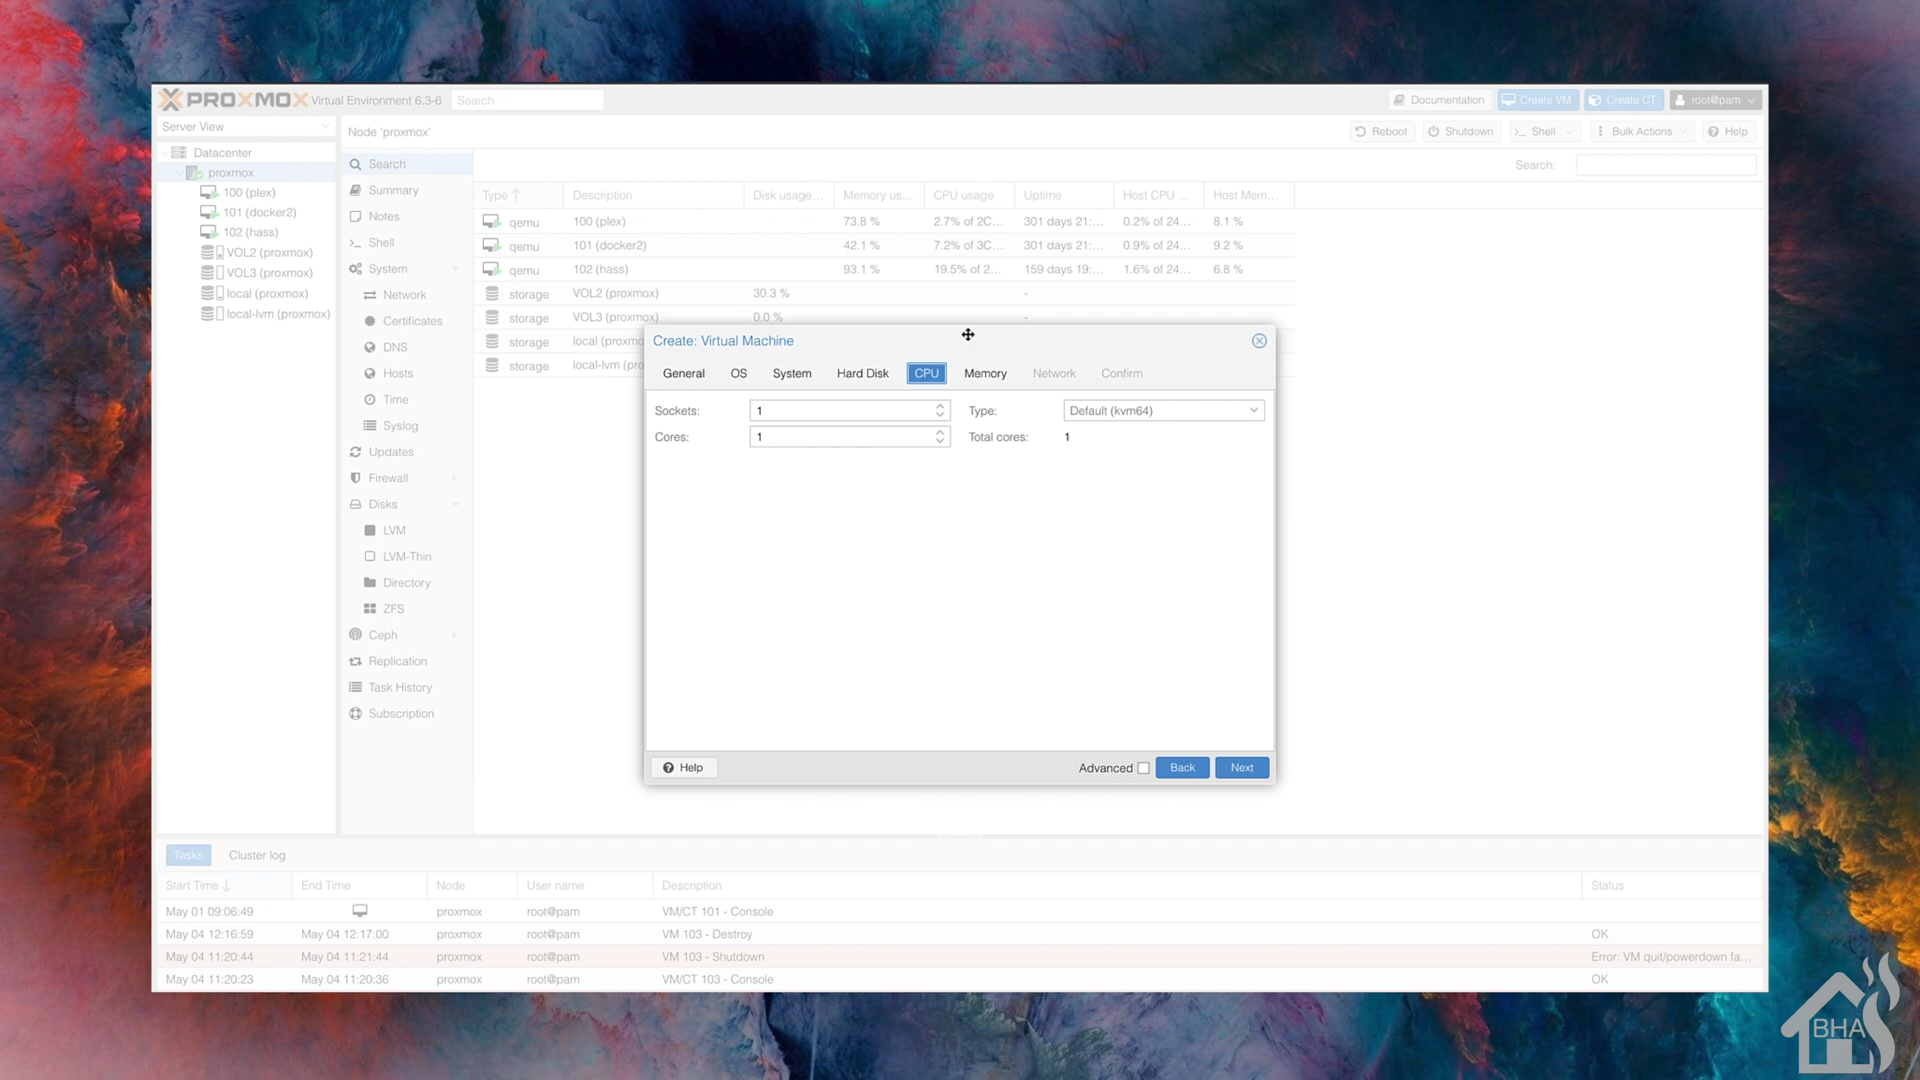 PROXMOX Virtual Environment 6.3-6 Search Documentation Create VM Create CT root@pam
Server View
Node 'proxmox' Reboot Shutdown Shell Bulk Actions Help
Datacenter
proxmox
100 (plex)
101 (docker2)
102 (hass)
VOL2 (proxmox)
VOL3 (proxmox)
local (proxmox)
local-lvm (proxmox)
Search
Summary
Notes
Shell
System
Network
Certificates
DNS
Hosts
Time
Syslog
Updates
Firewall
Disks
LVM
LVM-Thin
Directory
ZFS
Ceph
Replication
Task History
Subscription
Search:
Type Description Disk usage... Memory us... CPU usage Uptime Host CPU ... Host Mem...
qemu 100 (plex) 73.8 % 2.7% of 2C... 301 days 21:... 0.2% of 24... 8.1 %
qemu 101 (docker2) 42.1 % 7.2% of 3C... 301 days 21:... 0.9% of 24... 9.2 %
qemu 102 (hass) 93.1 % 19.5% of 2... 159 days 19:... 1.6% of 24... 6.8 %
storage VOL2 (proxmox) 30.3 % -
storage VOL3 (proxmox) 0.0 % -
storage local (proxmo
storage local-lvm (pro
Create: Virtual Machine
General OS System Hard Disk CPU Memory Network Confirm
Sockets: 1 Type: Default (kvm64)
Cores: 1 Total cores: 1
Help Advanced Back Next
Tasks Cluster log
Start Time End Time Node User name Description Status
May 01 09:06:49 proxmox root@pam VM/CT 101 - Console
May 04 12:16:59 May 04 12:17:00 proxmox root@pam VM 103 - Destroy OK
May 04 11:20:44 May 04 11:21:44 proxmox root@pam VM 103 - Shutdown Error: VM quit/powerdown fa...
May 04 11:20:23 May 04 11:20:36 proxmox root@pam VM/CT 103 - Console OK
BHA